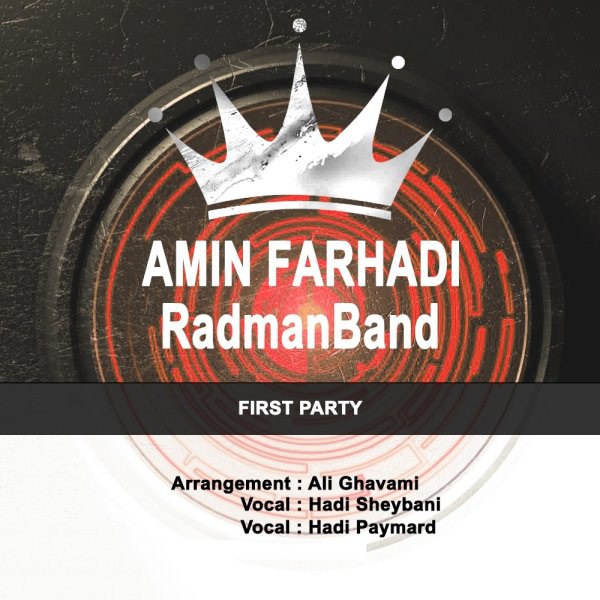 AMIN FARHADI
RadmanBand
FIRST PARTY
Arrangement : Ali Ghavami
Vocal : Hadi Sheybani
Vocal : Hadi Paymard